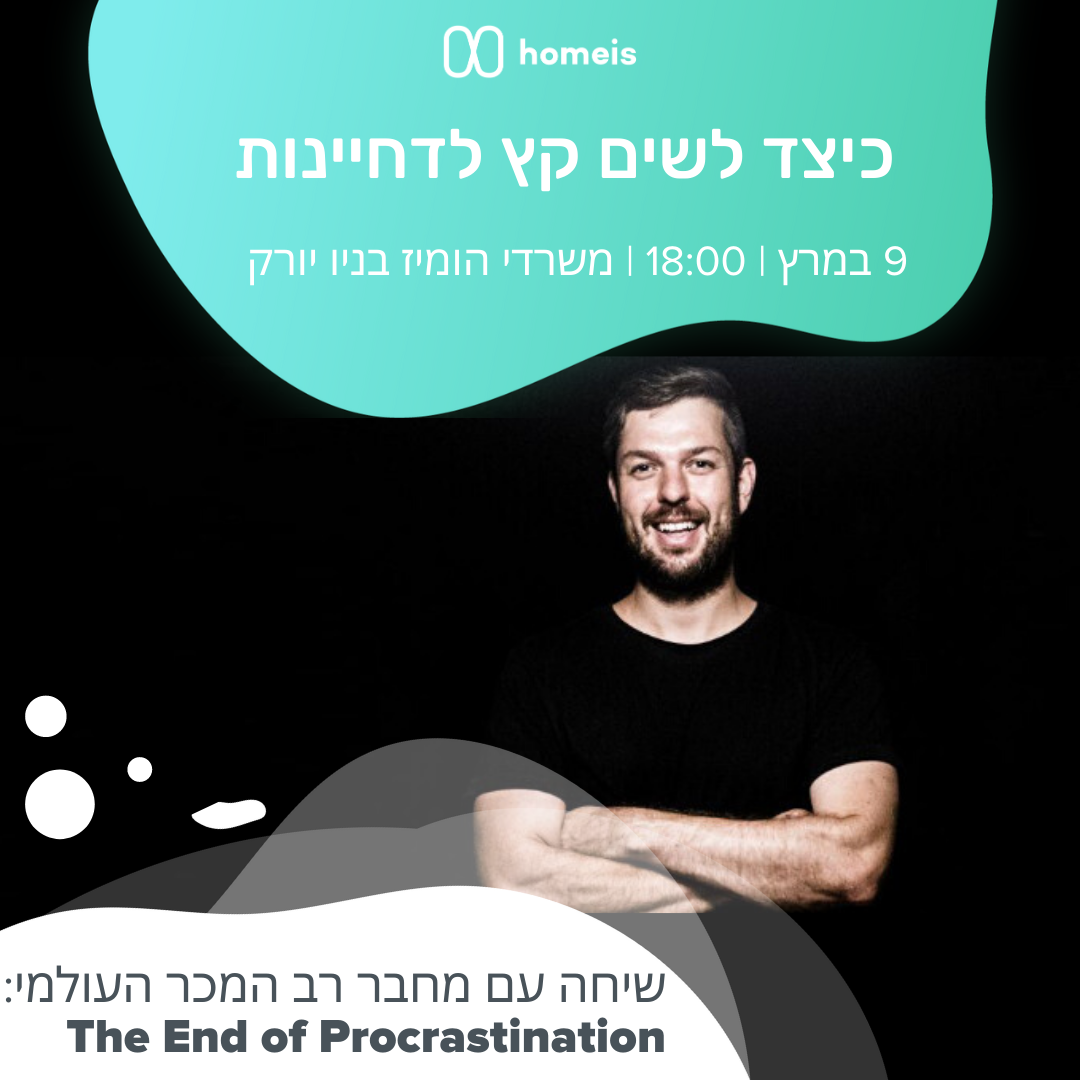 homeis
כיצד לשים קץ לדחיינות
9 במרץ | 18:00 | משרדי הומיז בניו יורק
שיחה עם מחבר רב המכר העולמי:
The End of Procrastination